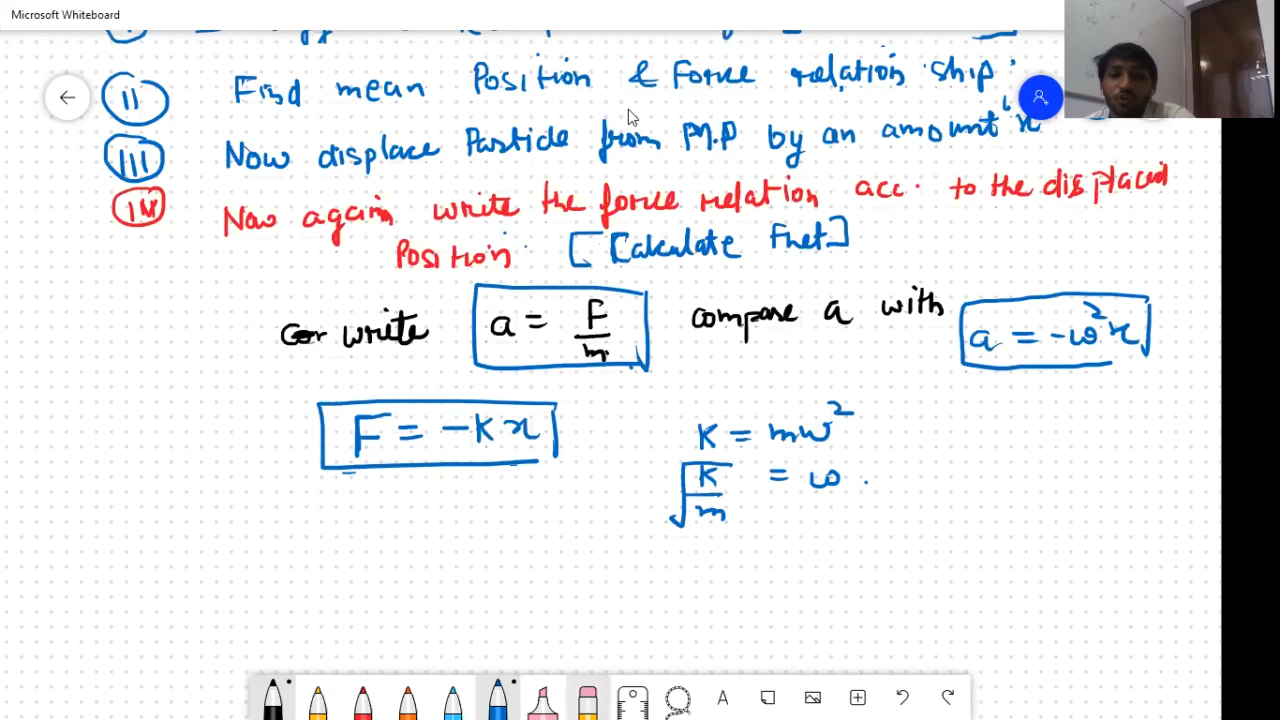 Microsoft Whiteboard
II Find mean Position & Force relation ship.
III Now displace Particle from M.P by an amount 'x'
IV Now again write the force relation acc. to the displaced
Position. [Calculate Fnet]
or write a = F/m compare a with a = -ω²x
F = -kx
K = mω²
√K/m = ω.
A